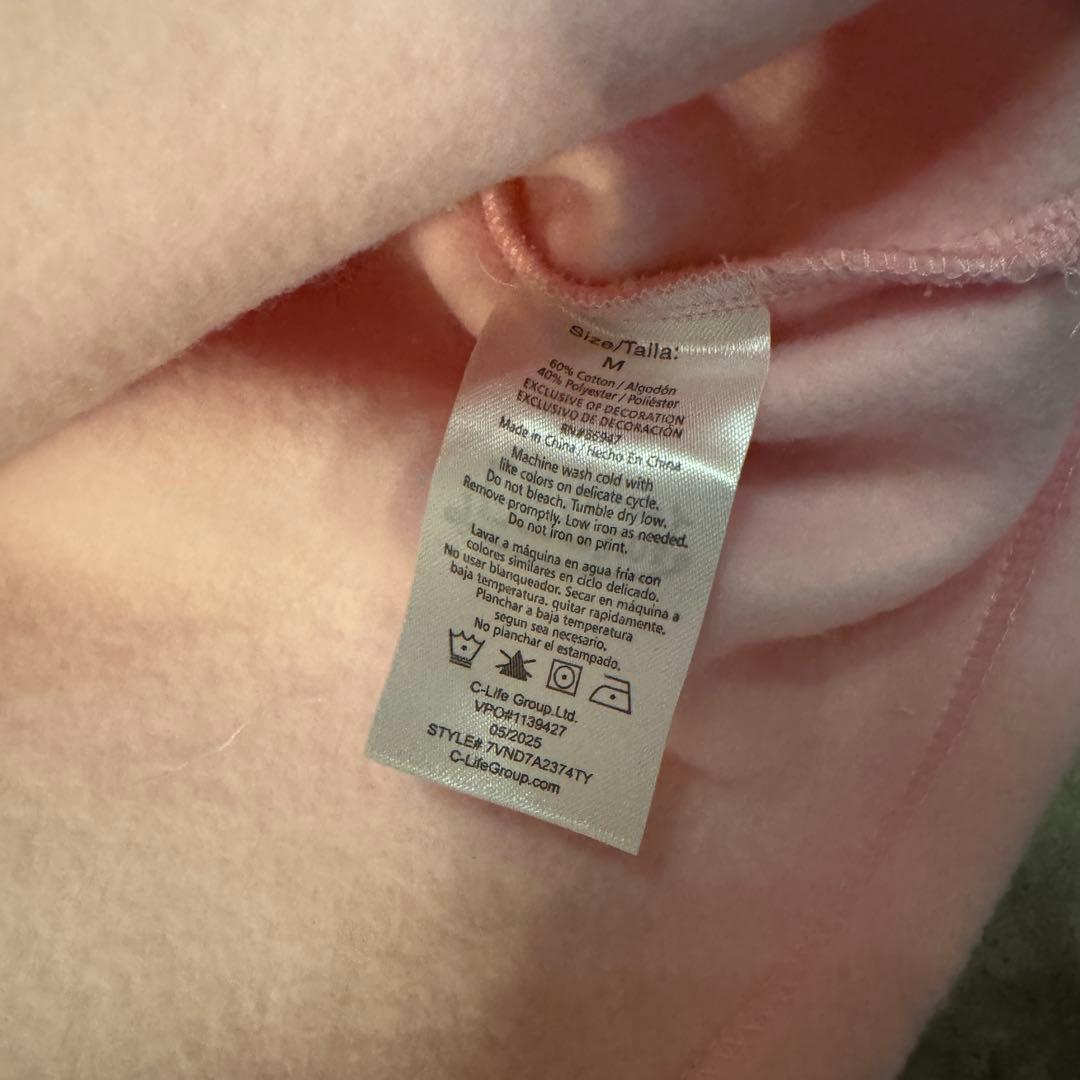 Size/Talla:
M
60% Cotton / Algodón
40% Polyester / Poliéster
EXCLUSIVE OF DECORATION
EXCLUSIVO DE DECORACIÓN
RN#86947
Made in China / Hecho En China
Machine wash cold with
like colors on delicate cycle.
Do not bleach. Tumble dry low.
Remove promptly. Low iron as needed.
Do not iron on print.
Lavar a máquina en agua fría con
colores similares en ciclo delicado.
No usar blanqueador. Secar en máquina a
baja temperatura, quitar rapidamente.
Planchar a baja temperatura
segun sea necesario.
No planchar el estampado.
C-Life Group.Ltd.
VPO#1139427
05/2025
STYLE# 7VND7A2374TY
C-LifeGroup.com